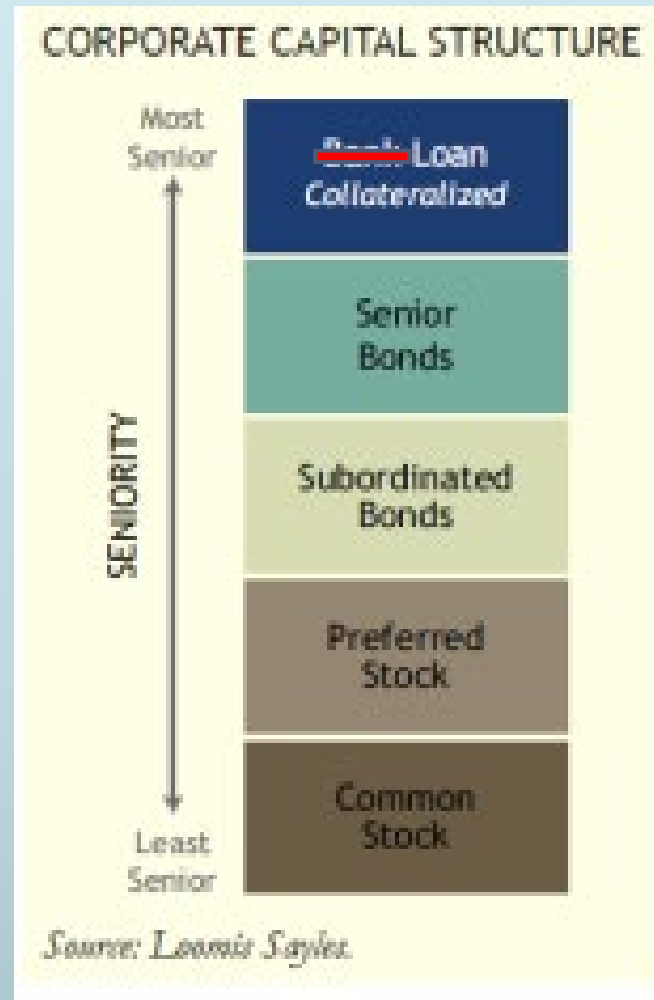 CORPORATE CAPITAL STRUCTURE
Most
Senior
Bank Loan
Collateralized
Senior
Bonds
Subordinated
Bonds
SENIORITY
Preferred
Stock
Common
Stock
Least
Senior
Source: Loomis Sayles.